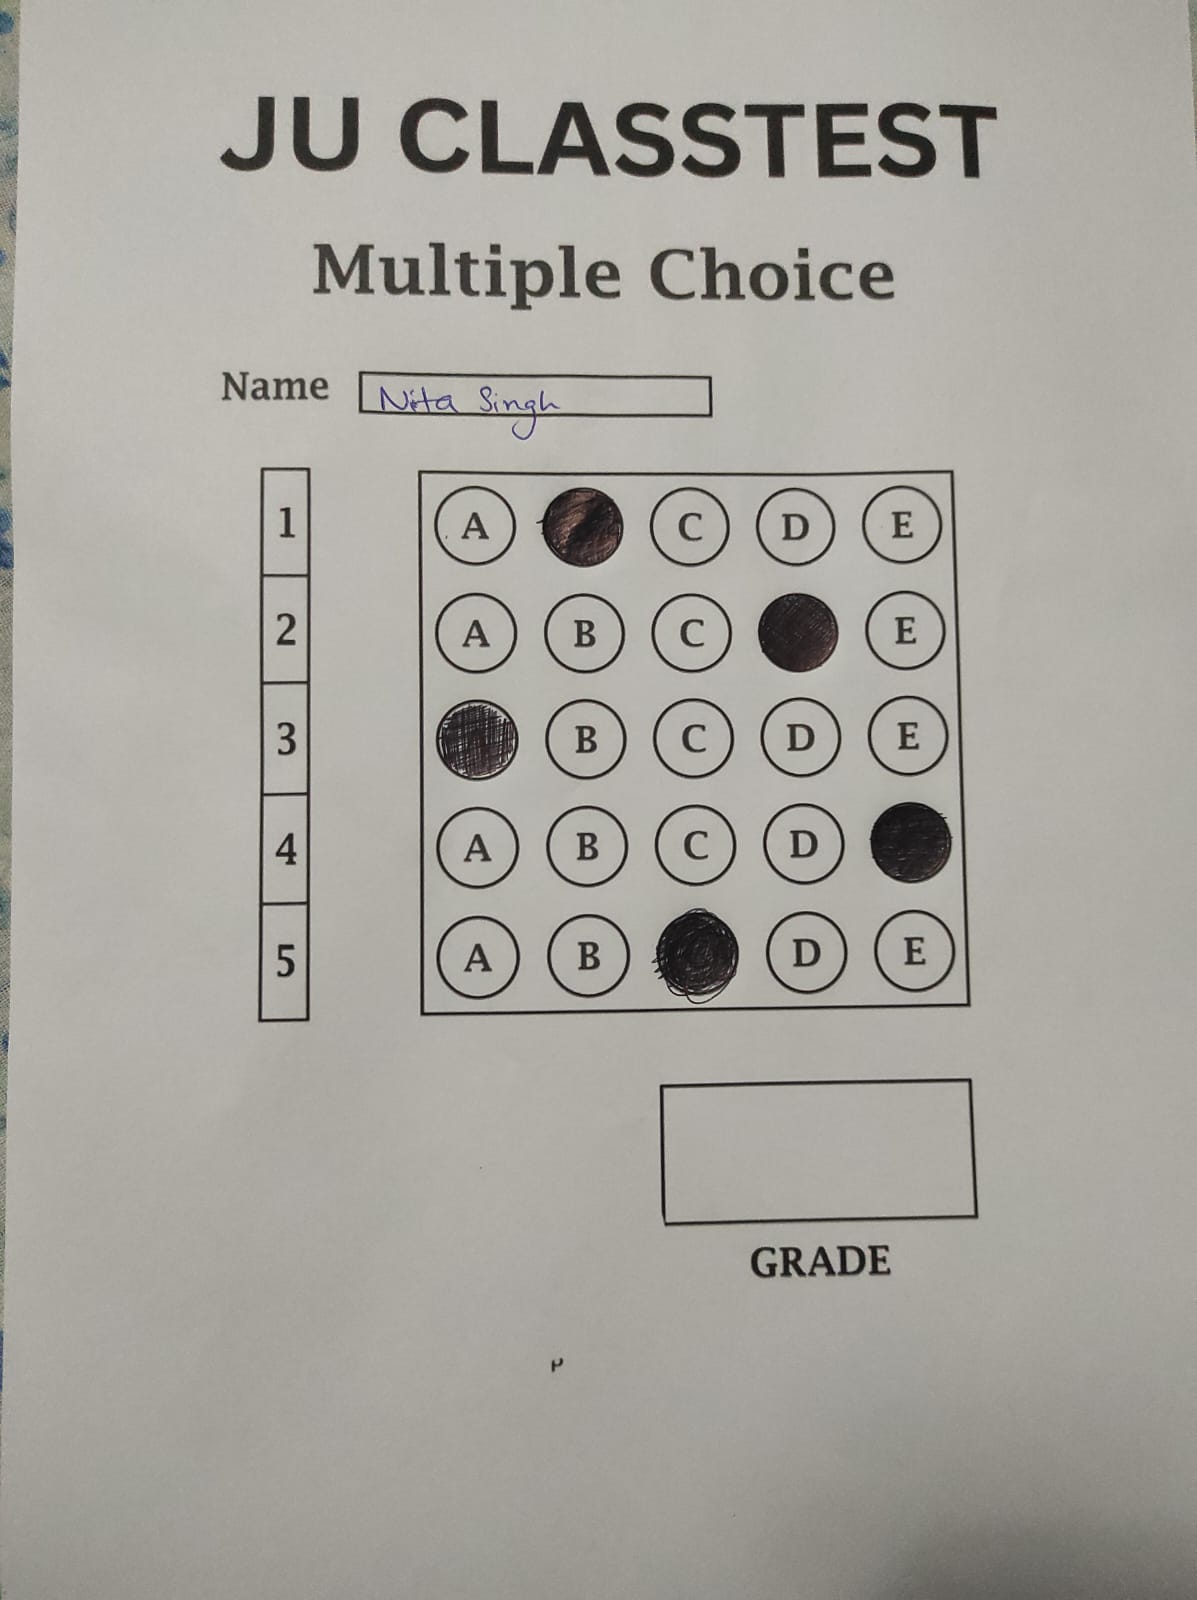 JU CLASSTEST
Multiple Choice
Name Nita Singh
1 A C D E
2 A B C E
3 B C D E
4 A B C D
5 A B D E
GRADE